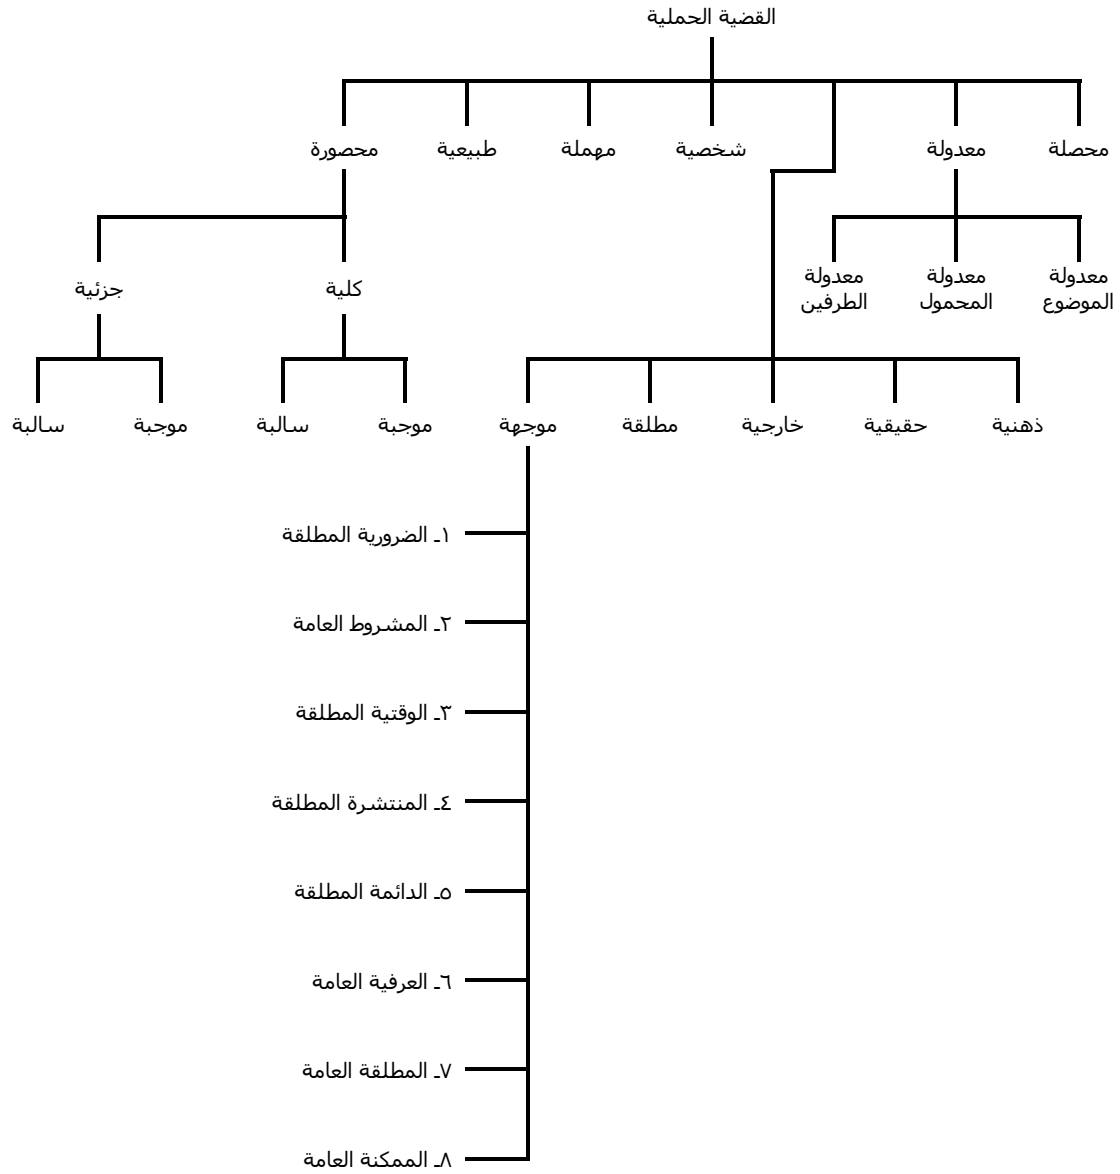 القضية الحملية
محصلة
معدولة
شخصية
مهملة
طبيعية
محصورة
معدولة
الموضوع
معدولة
المحمول
معدولة
الطرفين
كلية
جزئية
ذهنية
حقيقية
خارجية
مطلقة
موجهة
موجبة
سالبة
موجبة
سالبة
١ـ الضرورية المطلقة
٢ـ المشروط العامة
٣ـ الوقتية المطلقة
٤ـ المنتشرة المطلقة
٥ـ الدائمة المطلقة
٦ـ العرفية العامة
٧ـ المطلقة العامة
٨ـ الممكنة العامة